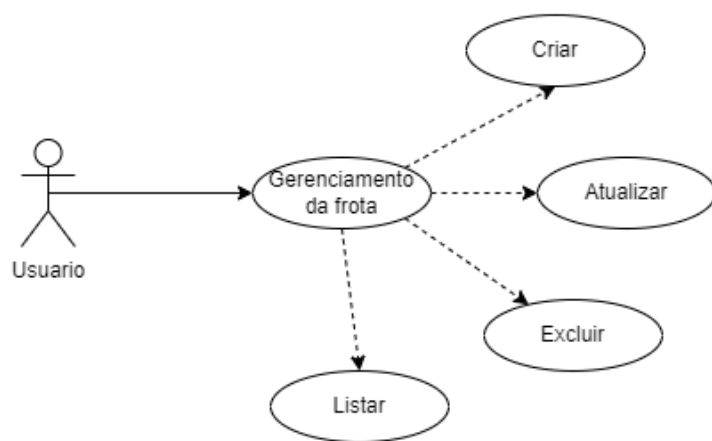 Criar
Gerenciamento
da frota
Atualizar
Usuario
Excluir
Listar